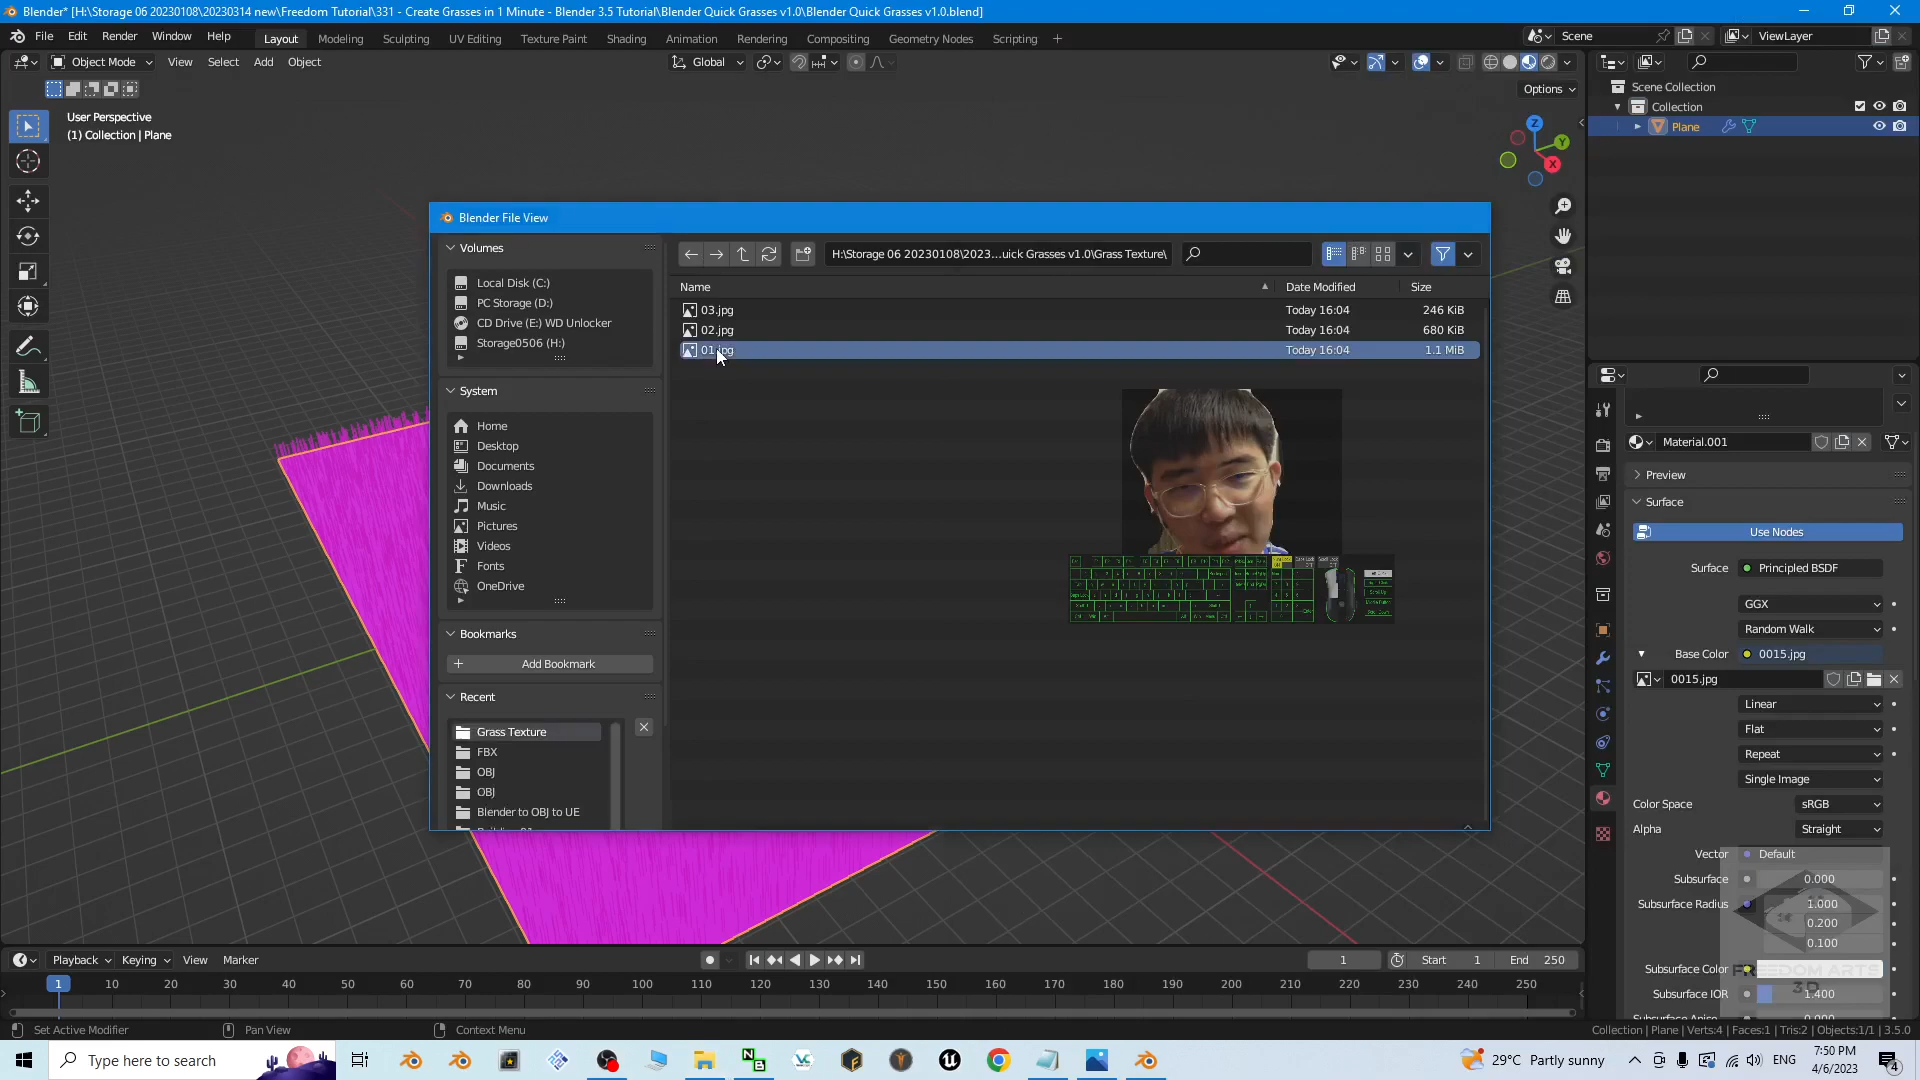 Blender* [H:\Storage 06 20230108\20230314 new\Freedom Tutorial\331 - Create Grasses in 1 Minute - Blender 3.5 Tutorial\Blender Quick Grasses v1.0\Blender Quick Grasses v1.0.blend]
File Edit Render Window Help Layout Modeling Sculpting UV Editing Texture Paint Shading Animation Rendering Compositing Geometry Nodes Scripting + Scene ViewLayer
Object Mode View Select Add Object Global
Options
User Perspective
(1) Collection | Plane
Scene Collection
Collection
Plane
Z
Y
X
Blender File View
Volumes
Local Disk (C:)
PC Storage (D:)
CD Drive (E:) WD Unlocker
Storage0506 (H:)
System
Home
Desktop
Documents
Downloads
Music
Pictures
Videos
Fonts
OneDrive
Bookmarks
Add Bookmark
Recent
Grass Texture
FBX
OBJ
OBJ
Blender to OBJ to UE
H:\Storage 06 20230108\2023...uick Grasses v1.0\Grass Texture\
Name Date Modified Size
03.jpg Today 16:04 246 KiB
02.jpg Today 16:04 680 KiB
01.jpg Today 16:04 1.1 MiB
Material.001
Preview
Surface
Use Nodes
Surface Principled BSDF
GGX
Random Walk
Base Color 0015.jpg
0015.jpg
Linear
Flat
Repeat
Single Image
Color Space sRGB
Alpha Straight
Vector Default
Subsurface 0.000
Subsurface Radius 1.000
0.200
0.100
Subsurface Color
FREEDOM ARTS
3D
Subsurface IOR 1.400
Playback Keying View Marker 1 Start 1 End 250
1 10 20 30 40 50 60 70 80 90 100 110 120 130 140 150 160 170 180 190 200 210 220 230 240 250
Set Active Modifier Pan View Context Menu Collection | Plane | Verts:4 | Faces:1 | Tris:2 | Objects:1/1 | 3.5.0
Type here to search 29°C Partly sunny ENG 7:50 PM
4/6/2023
4